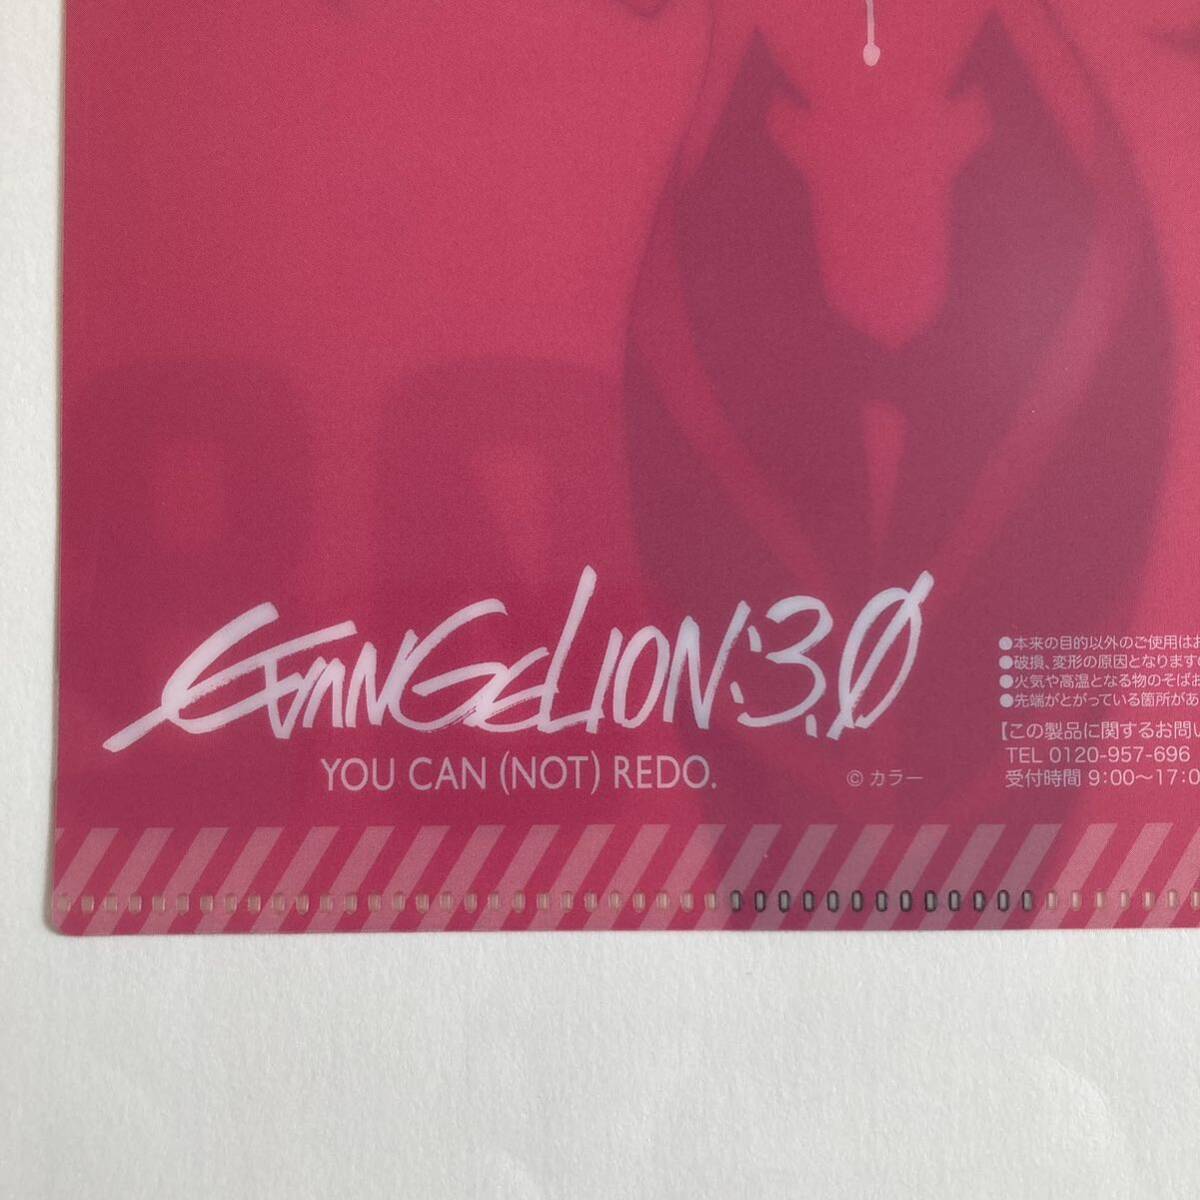 EVANGELION:3.0
YOU CAN (NOT) REDO.
©カラー
●本来の目的以外のご使用はお
●破損、変形の原因となりますの
●火気や高温となる物のそばお
●先端がとがっている箇所があ
【この製品に関するお問い
TEL 0120-957-696
受付時間 9:00〜17:0